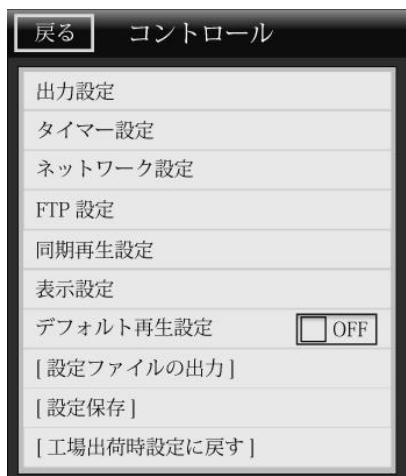 戻る コントロール
出力設定
タイマー設定
ネットワーク設定
FTP 設定
同期再生設定
表示設定
デフォルト再生設定 OFF
[ 設定ファイルの出力 ]
[ 設定保存 ]
[ 工場出荷時設定に戻す ]